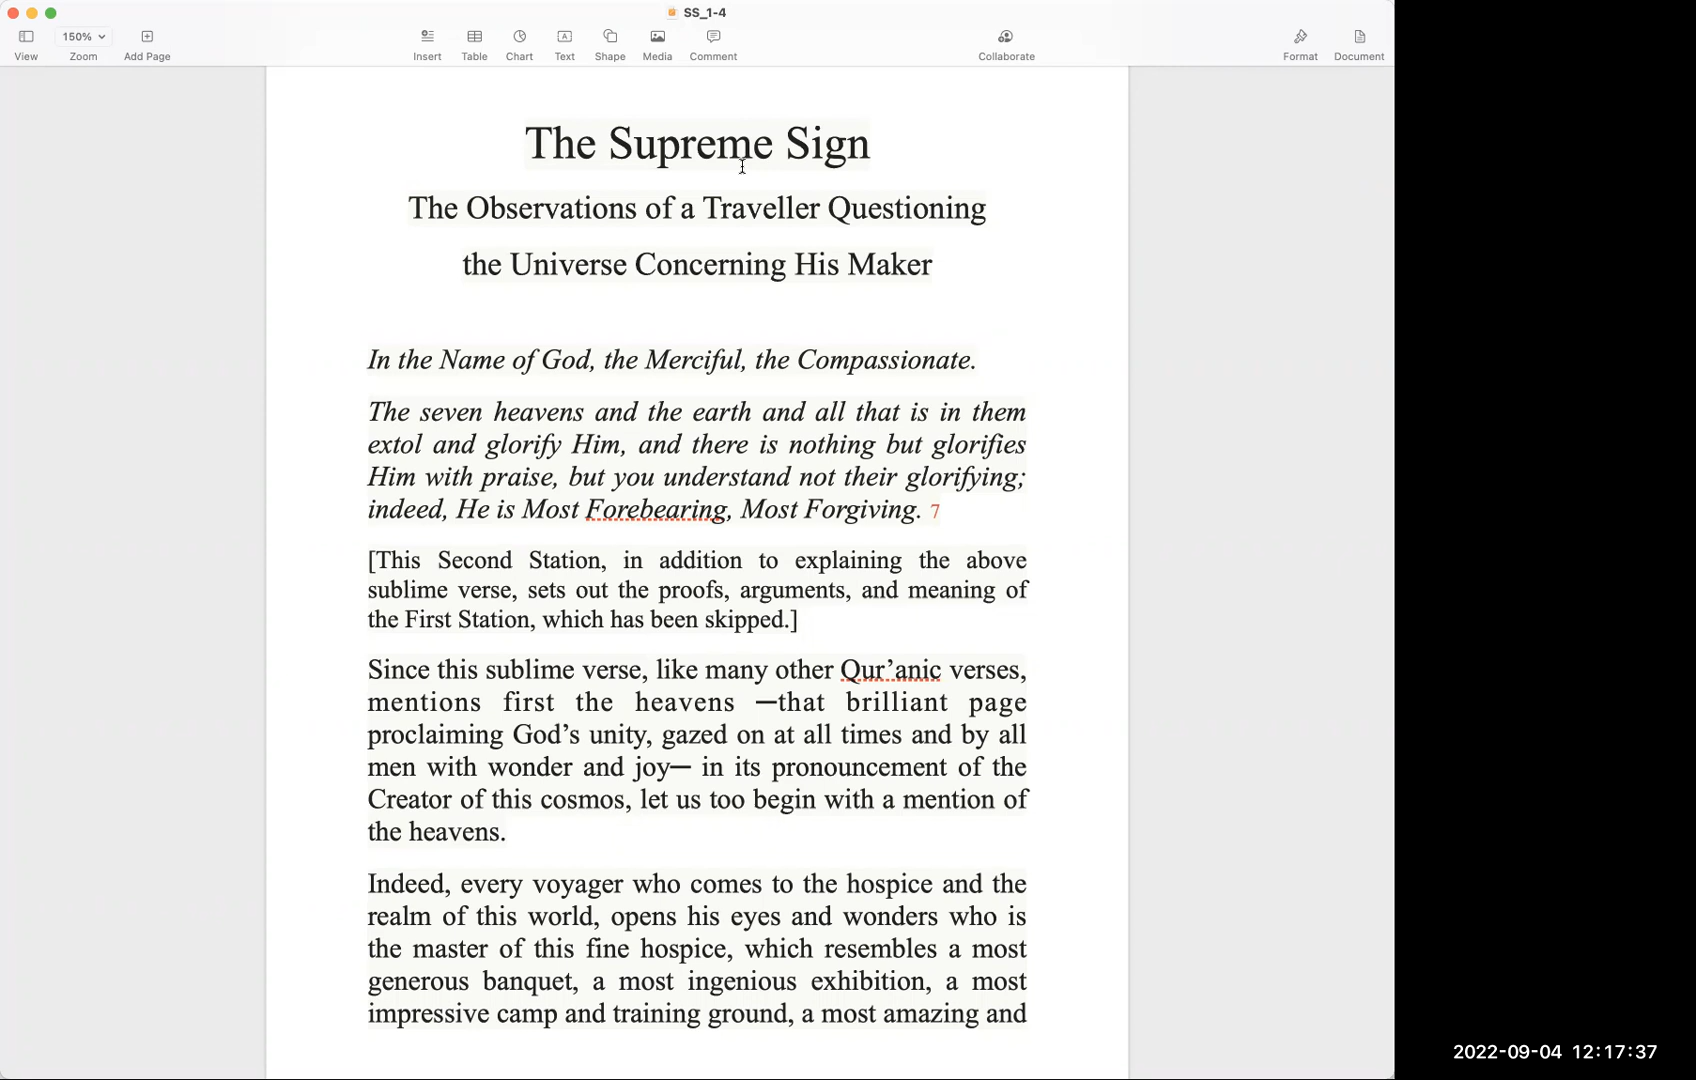 SS_1-4
150%
View Zoom Add Page Insert Table Chart Text Shape Media Comment Collaborate Format Document
The Supreme Sign
The Observations of a Traveller Questioning
the Universe Concerning His Maker
In the Name of God, the Merciful, the Compassionate.
The seven heavens and the earth and all that is in them
extol and glorify Him, and there is nothing but glorifies
Him with praise, but you understand not their glorifying;
indeed, He is Most Forebearing, Most Forgiving. 7
[This Second Station, in addition to explaining the above
sublime verse, sets out the proofs, arguments, and meaning of
the First Station, which has been skipped.]
Since this sublime verse, like many other Qur’anic verses,
mentions first the heavens —that brilliant page
proclaiming God’s unity, gazed on at all times and by all
men with wonder and joy— in its pronouncement of the
Creator of this cosmos, let us too begin with a mention of
the heavens.
Indeed, every voyager who comes to the hospice and the
realm of this world, opens his eyes and wonders who is
the master of this fine hospice, which resembles a most
generous banquet, a most ingenious exhibition, a most
impressive camp and training ground, a most amazing and
2022-09-04 12:17:37